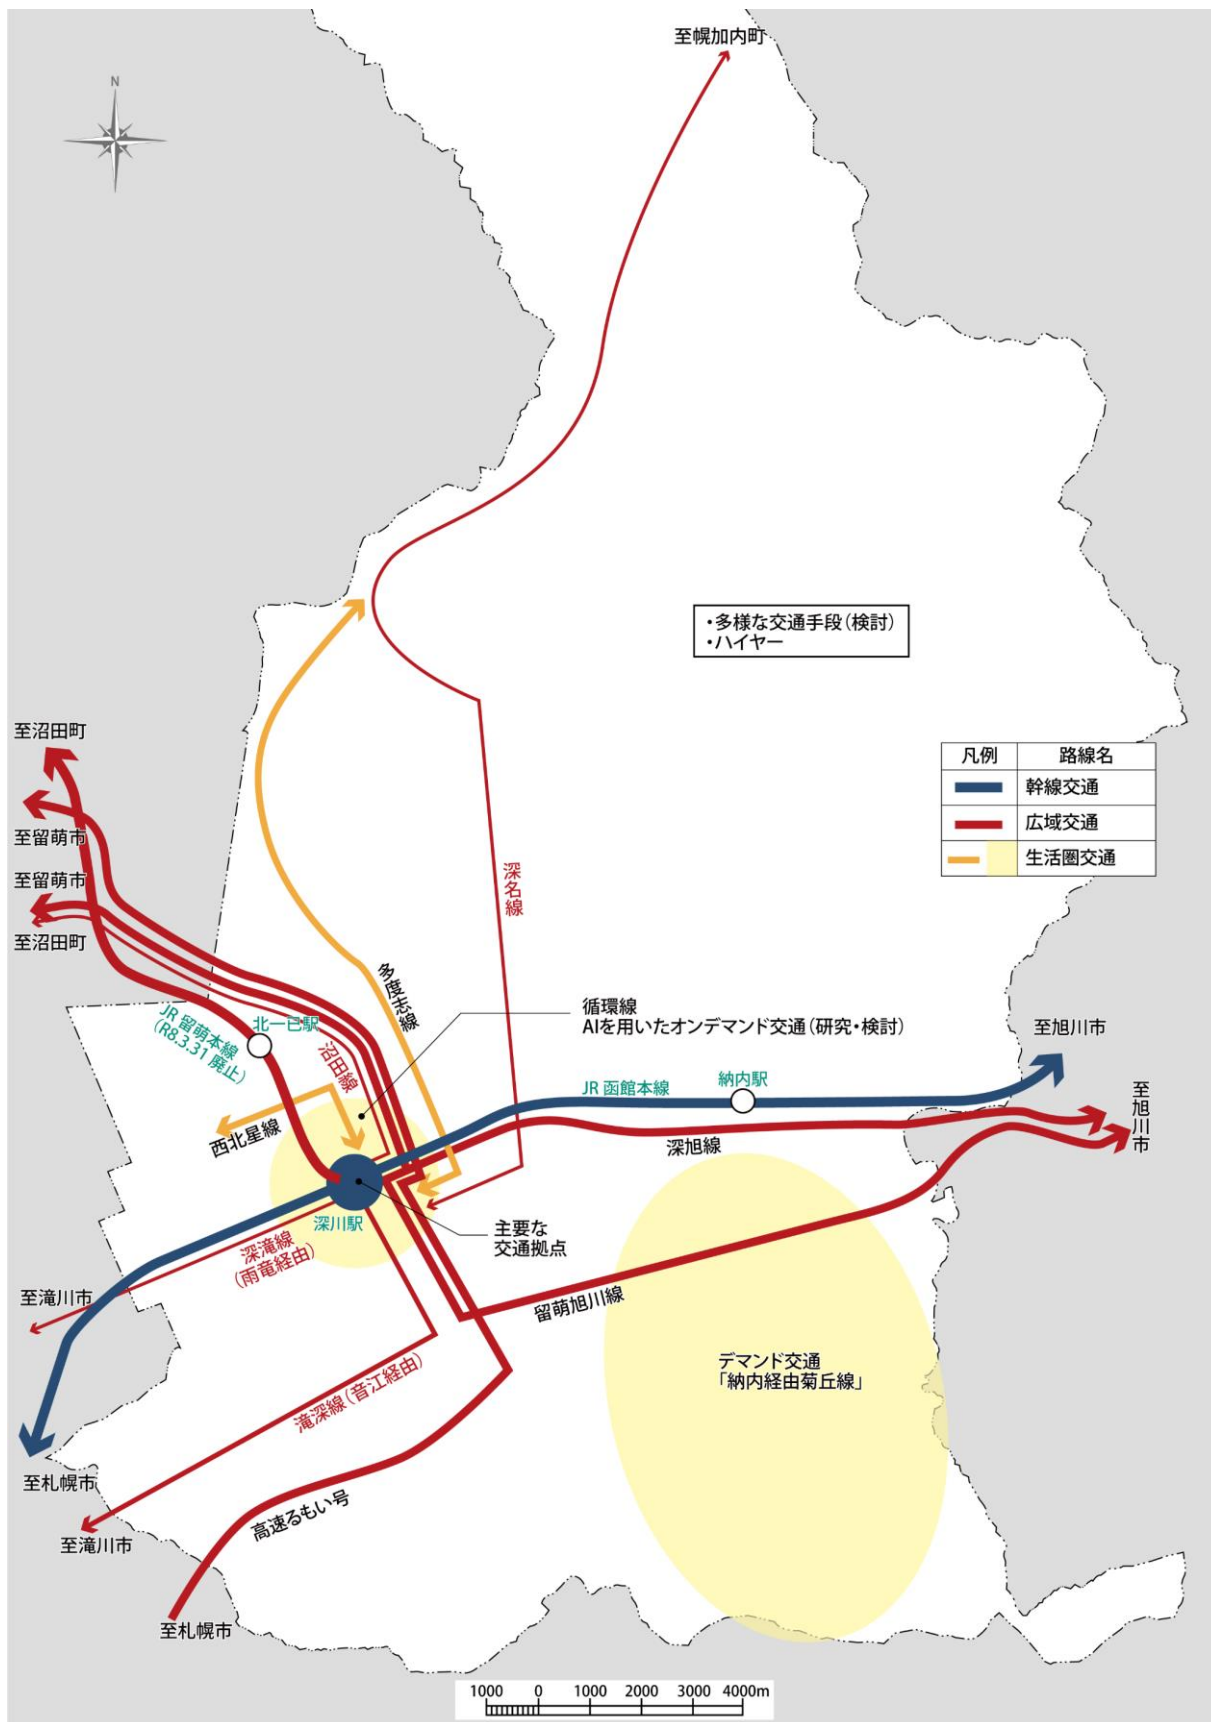 至幌加内町
N
・多様な交通手段(検討)
・ハイヤー
至沼田町
凡例
路線名
幹線交通
広域交通
生活圏交通
至留萌市
至留萌市
至沼田町
深名線
多度志線
循環線
AIを用いたオンデマンド交通(研究・検討)
JR 留萌本線
(R8.3.31 廃止)
北一已駅
沼田線
至旭川市
JR 函館本線
納内駅
至旭川市
西北星線
深旭線
深川駅
主要な
交通拠点
深滝線
(雨竜経由)
至滝川市
留萌旭川線
デマンド交通
「納内経由菊丘線」
滝深線(音江経由)
至札幌市
高速るもい号
至滝川市
至札幌市
1000 0 1000 2000 3000 4000m